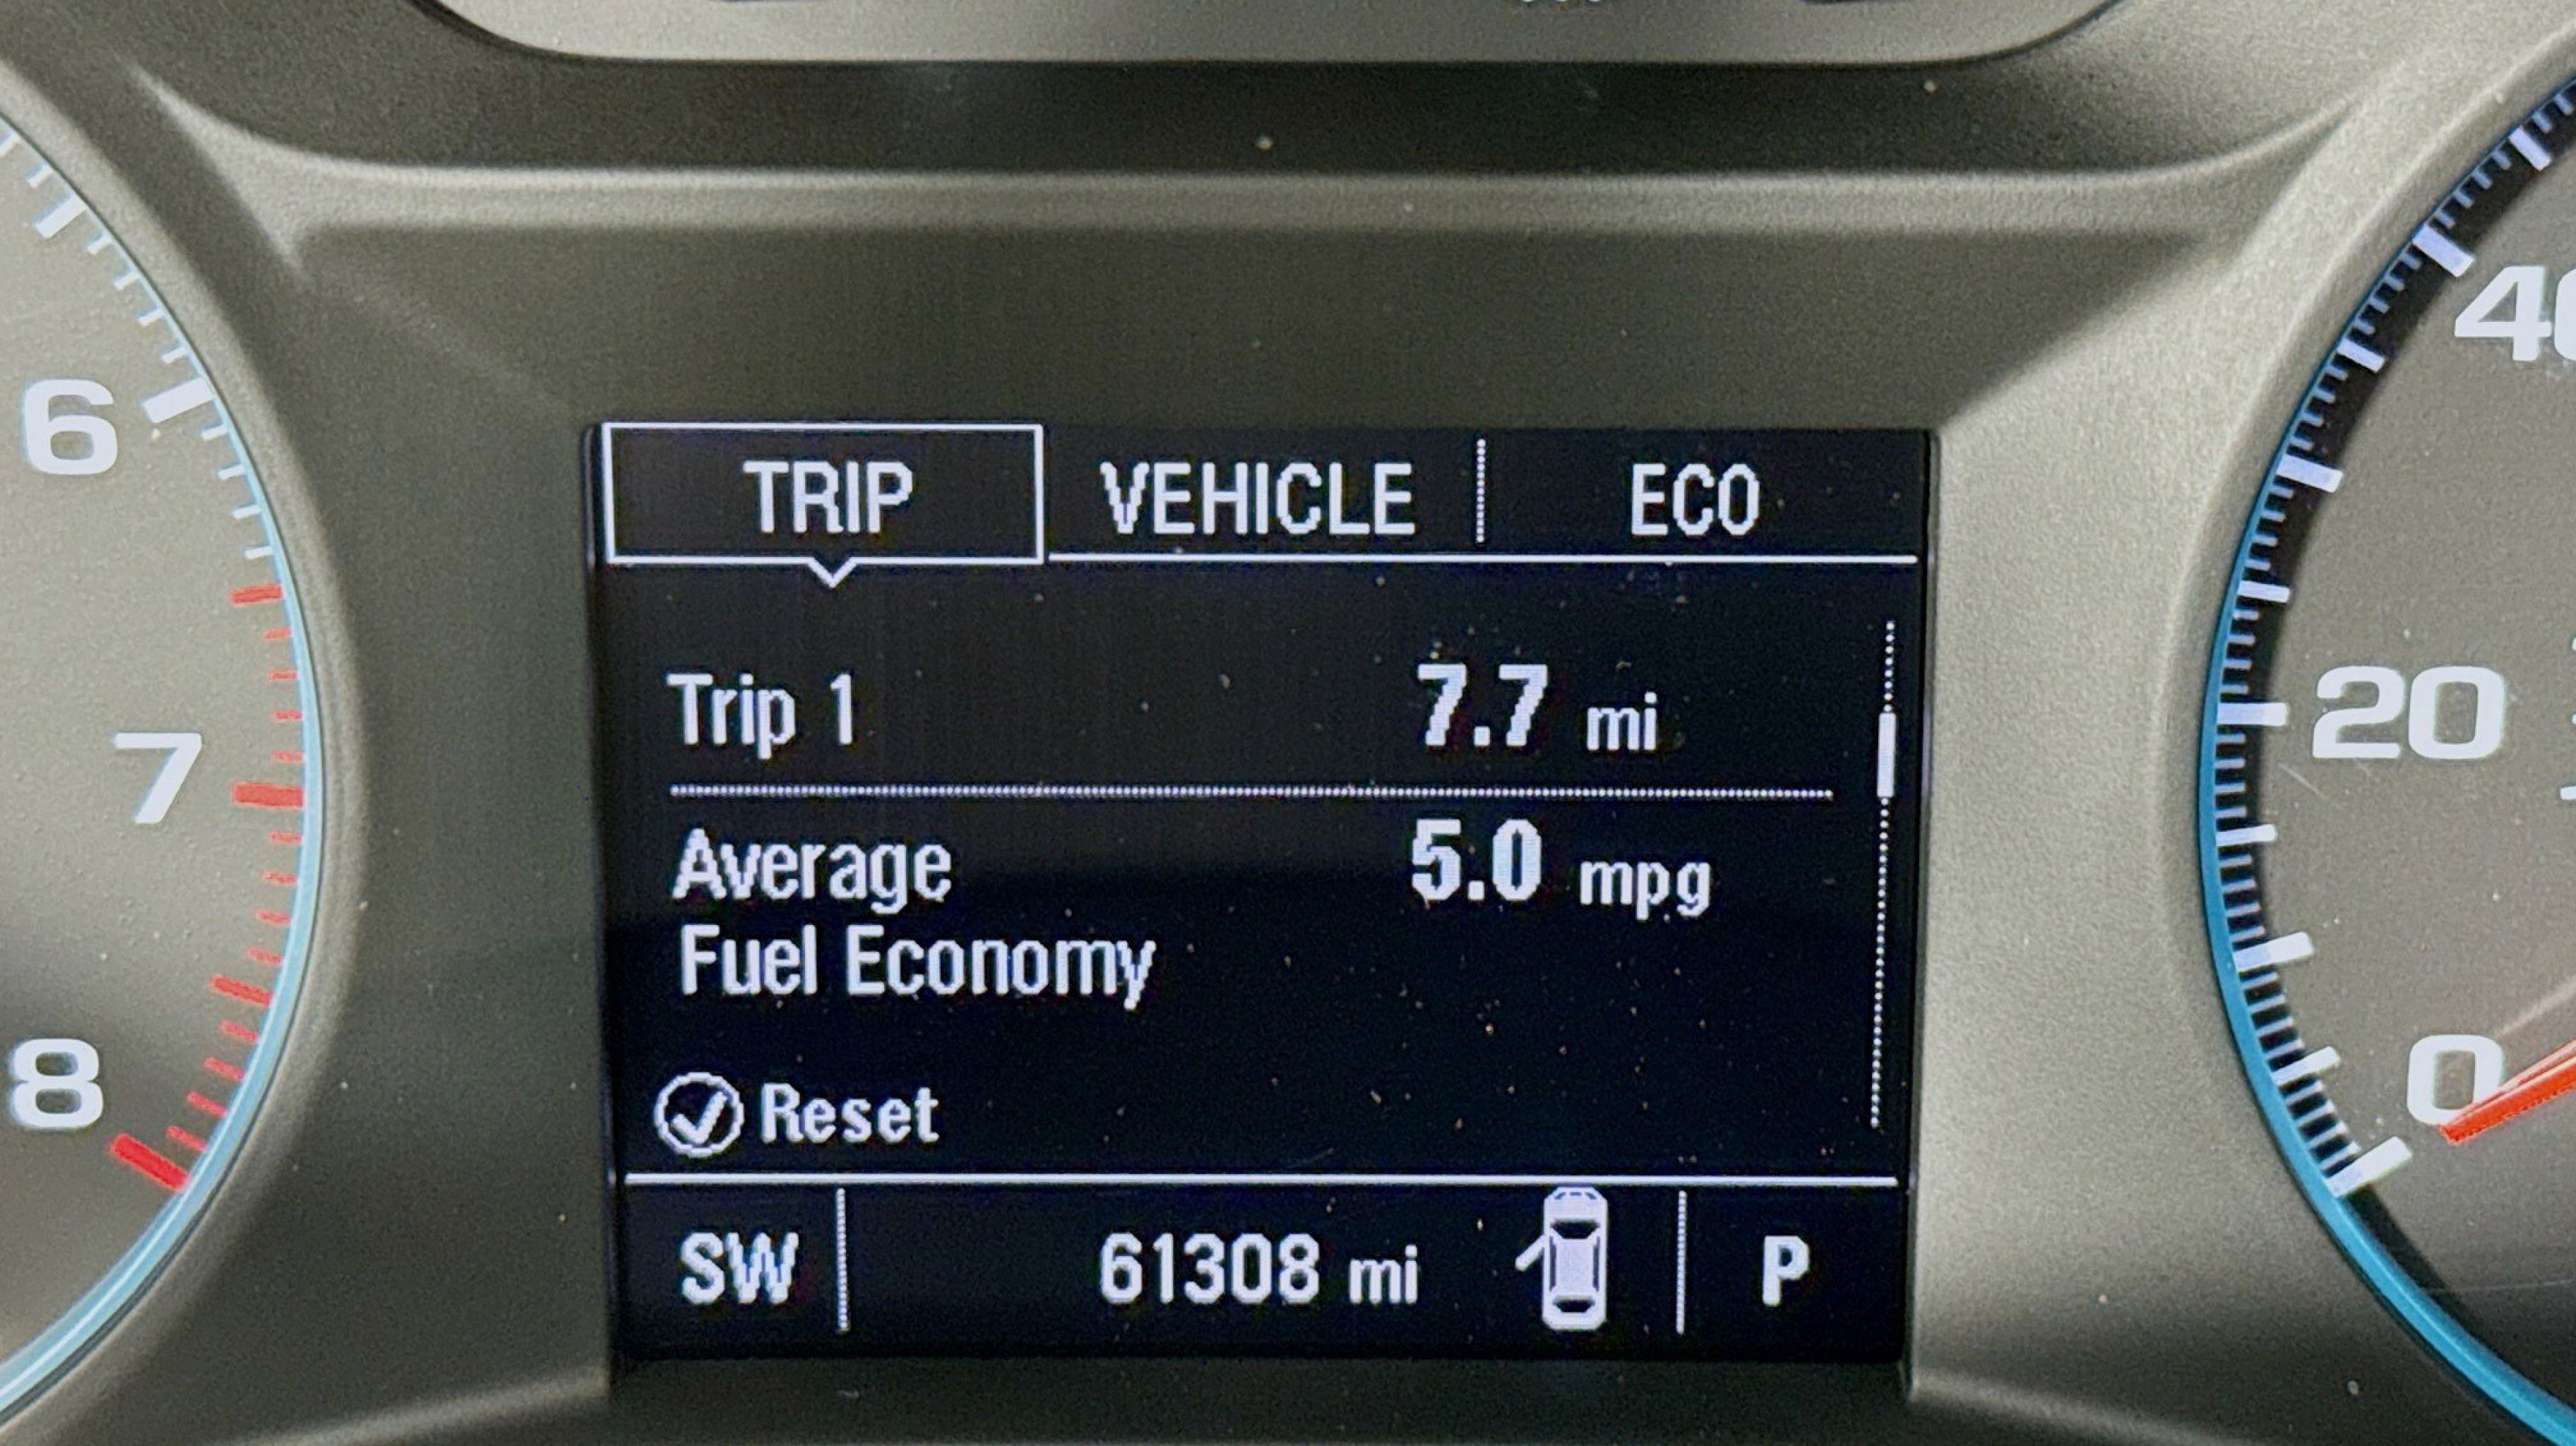 TRIP VEHICLE ECO
Trip 1 7.7 mi
Average 5.0 mpg
Fuel Economy
Reset
SW 61308 mi P
6
7
8
20
0